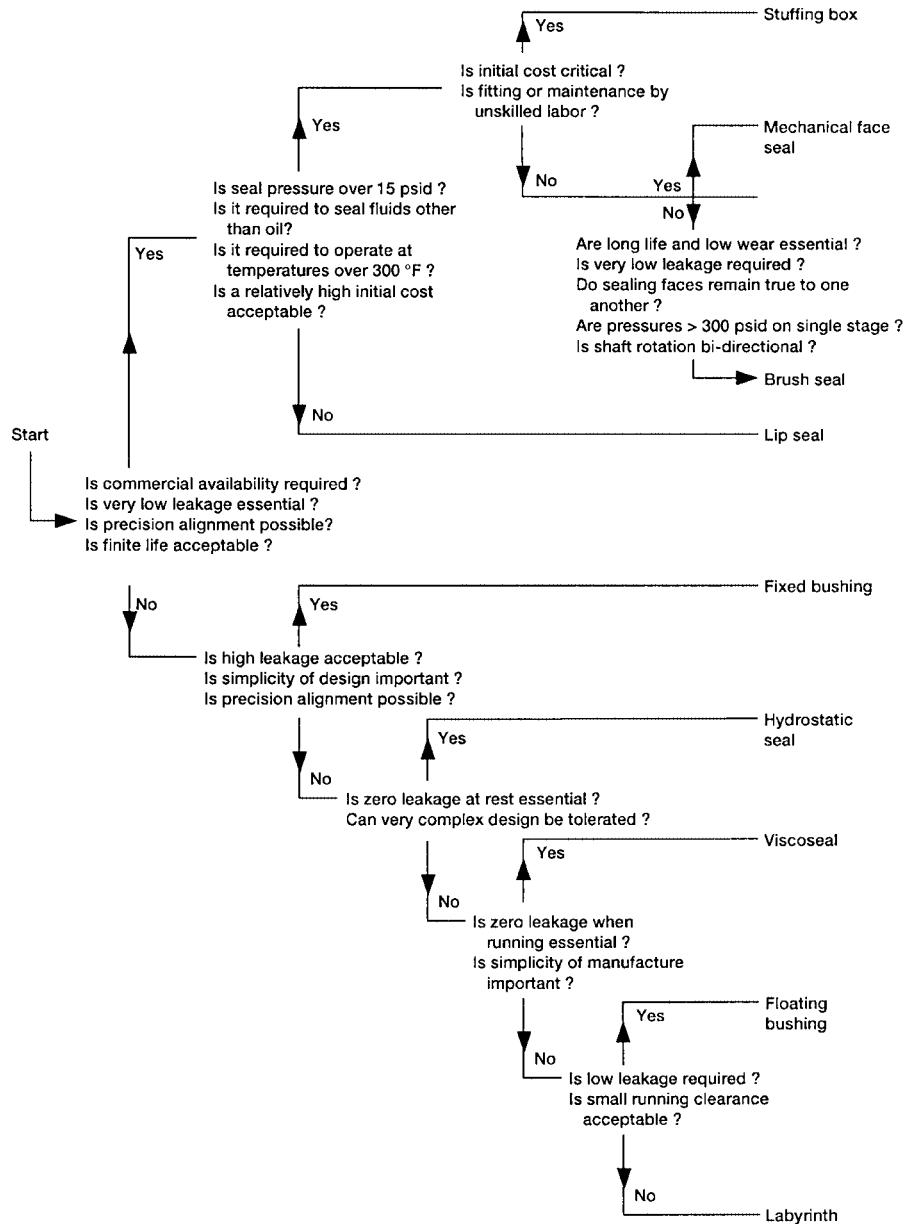 Stuffing box
Yes
Is initial cost critical ?
Is fitting or maintenance by
unskilled labor ?
Yes
Mechanical face
seal
No
Yes
No
Is seal pressure over 15 psid ?
Is it required to seal fluids other
than oil?
Is it required to operate at
temperatures over 300 °F ?
Is a relatively high initial cost
acceptable ?
Yes
Are long life and low wear essential ?
Is very low leakage required ?
Do sealing faces remain true to one
another ?
Are pressures > 300 psid on single stage ?
Is shaft rotation bi-directional ?
Brush seal
No
Lip seal
Start
Is commercial availability required ?
Is very low leakage essential ?
Is precision alignment possible?
Is finite life acceptable ?
Fixed bushing
No
Yes
Is high leakage acceptable ?
Is simplicity of design important ?
Is precision alignment possible ?
Hydrostatic
seal
Yes
No
Is zero leakage at rest essential ?
Can very complex design be tolerated ?
Viscoseal
Yes
No
Is zero leakage when
running essential ?
Is simplicity of manufacture
important ?
Floating
bushing
Yes
No
Is low leakage required ?
Is small running clearance
acceptable ?
No
Labyrinth